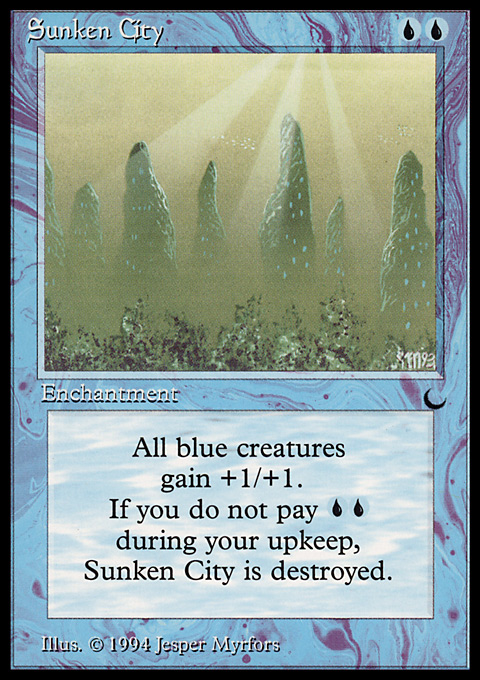 Sunken City
Enchantment
All blue creatures
gain +1/+1.
If you do not pay
during your upkeep,
Sunken City is destroyed.
Illus. © 1994 Jesper Myrfors